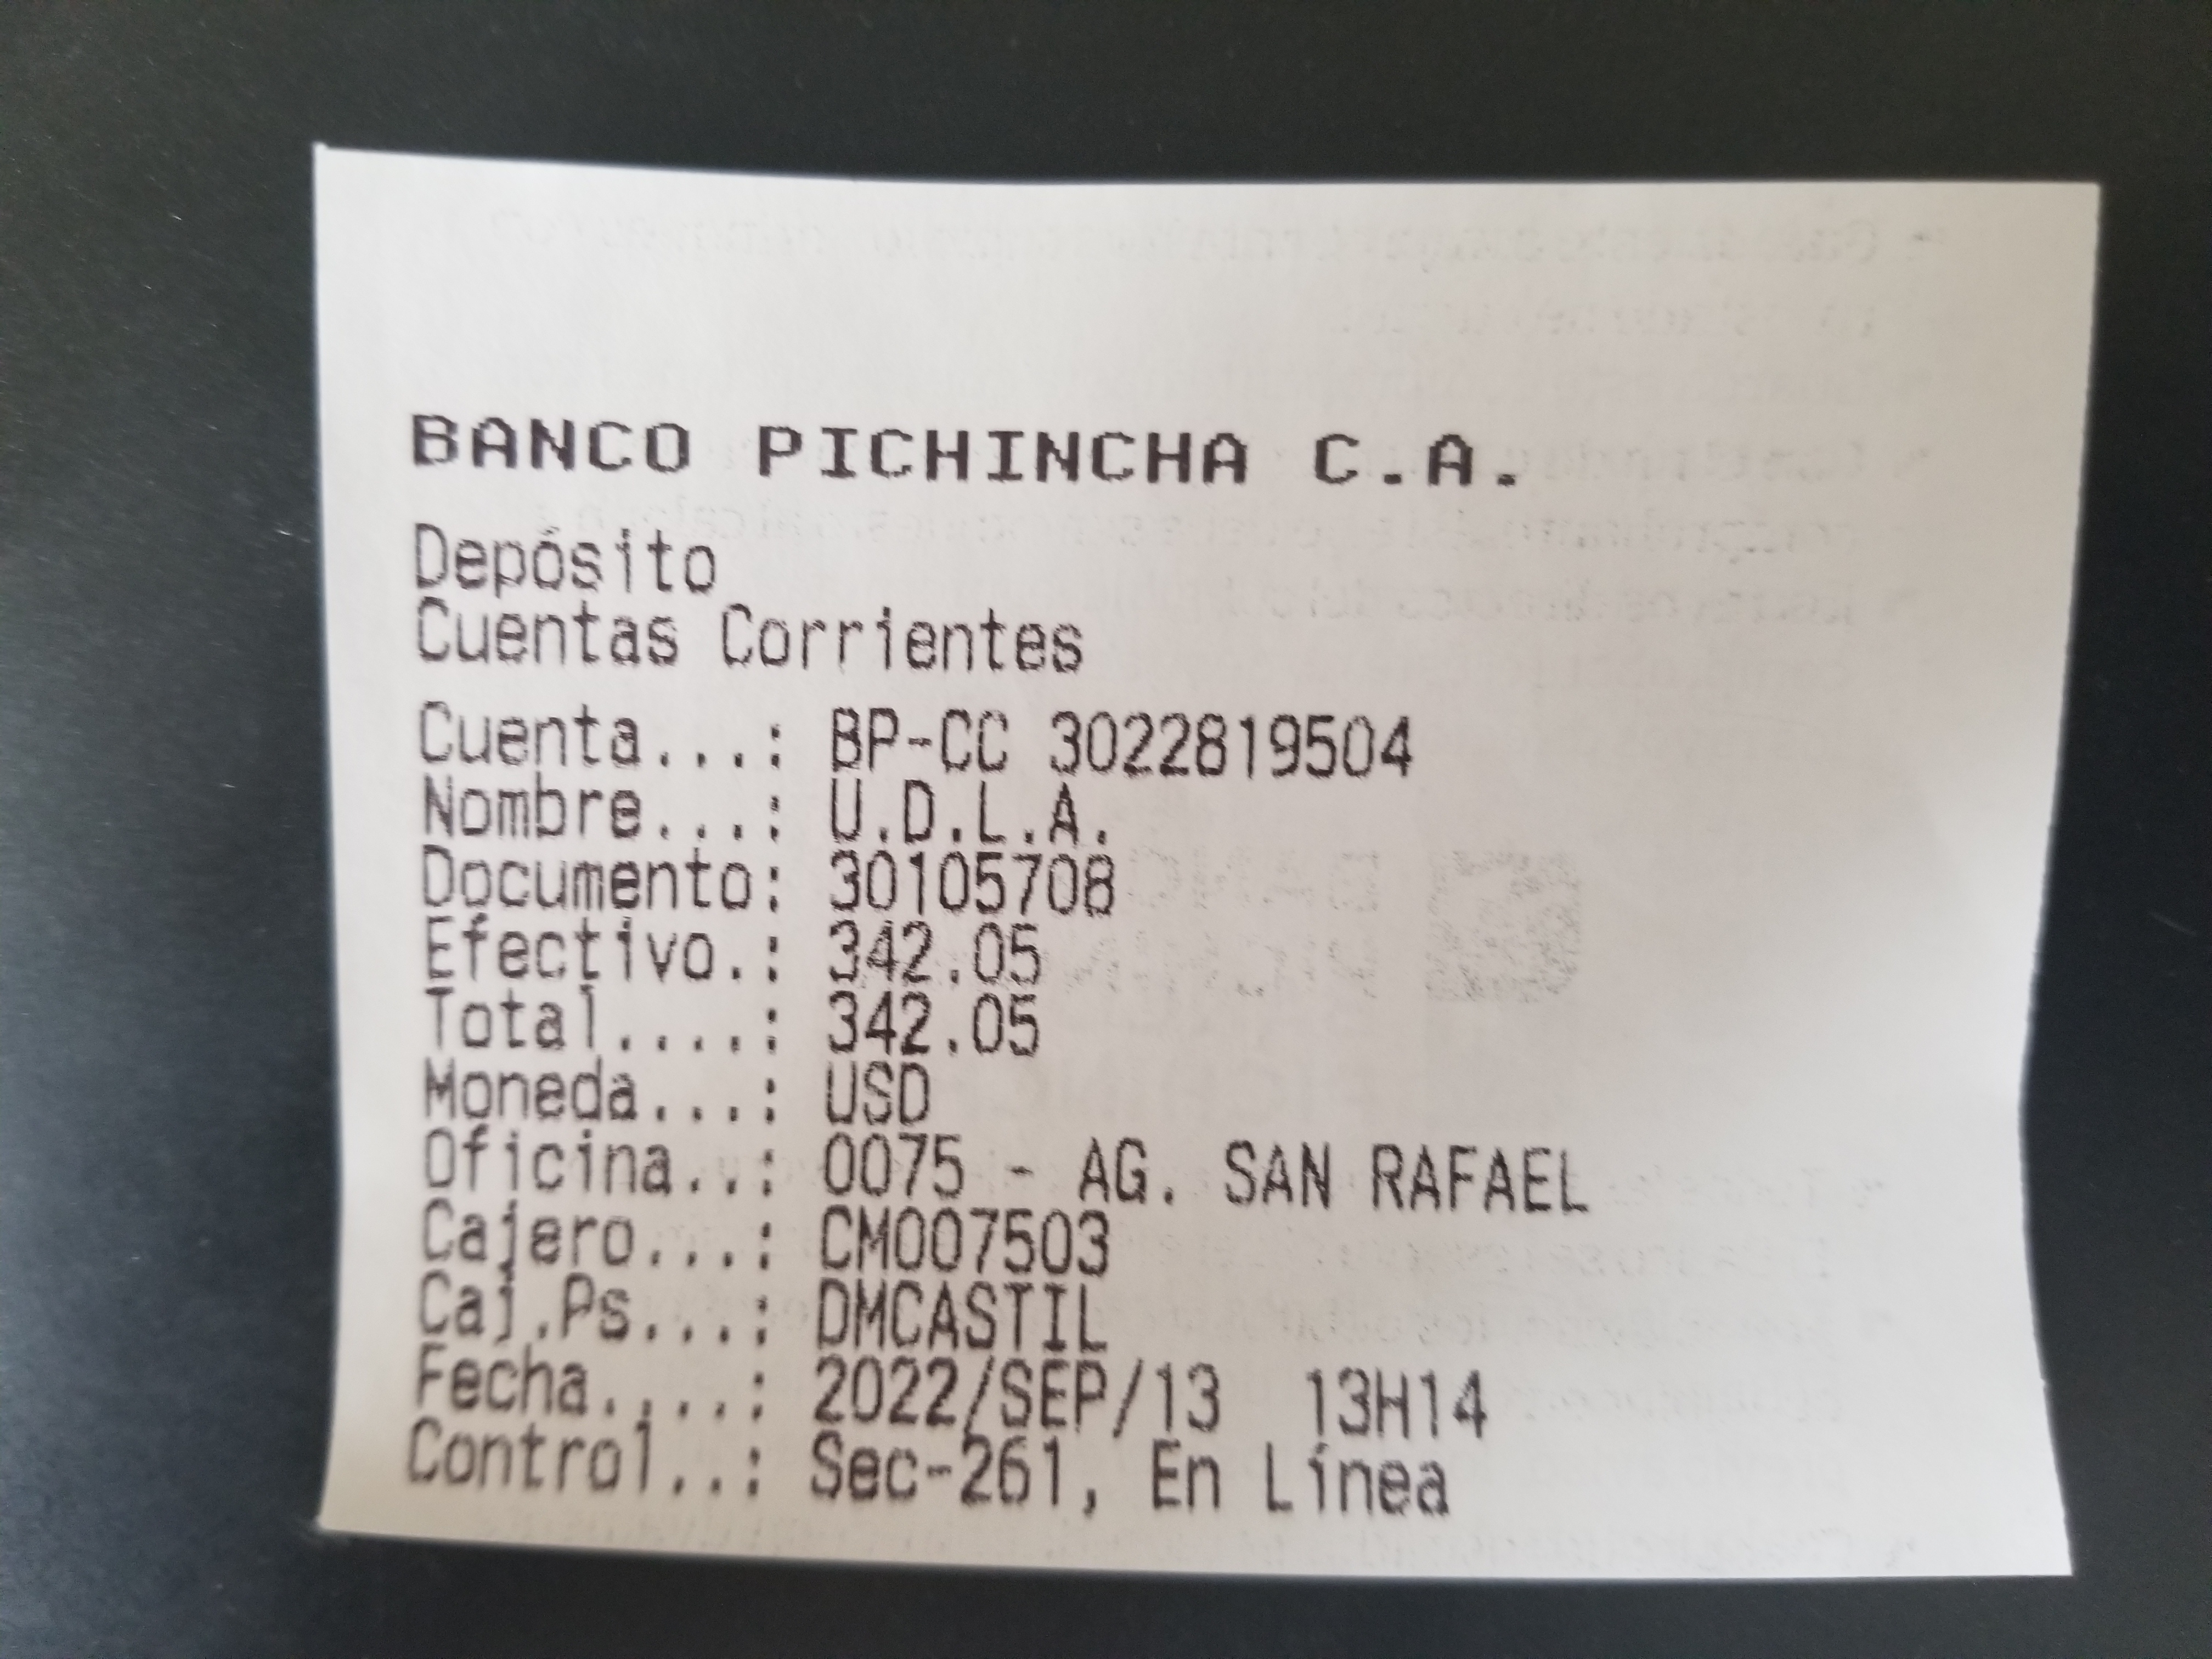 BANCO PICHINCHA C.A.
Depósito
Cuentas Corrientes
Cuenta...: BP-CC 3022819504
Nombre...: U.D.L.A.
Documento: 30105708
Efectivo.: 342.05
Total....: 342.05
Moneda...: USD
Oficina..: 0075 - AG. SAN RAFAEL
Cajero...: CM007503
Caj.Ps...: DMCASTIL
Fecha....: 2022/SEP/13 13H14
Control..: Sec-261, En Línea